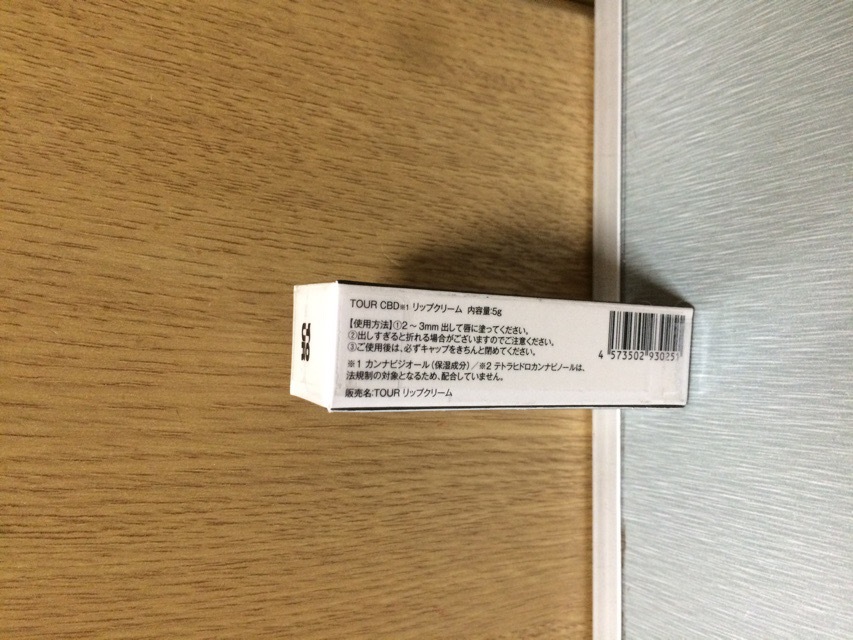 TOUR CBD※1 リップクリーム 内容量:5g
【使用方法】①2～3mm 出して唇に塗ってください。
②出しすぎると折れる場合がございますのでご注意ください。
③ご使用後は、必ずキャップをきちんと閉めてください。
※1 カンナビジオール(保湿成分)／※2 テトラヒドロカンナビノールは、
法規制の対象となるため、配合していません。
販売名:TOUR リップクリーム
4 573502 930251